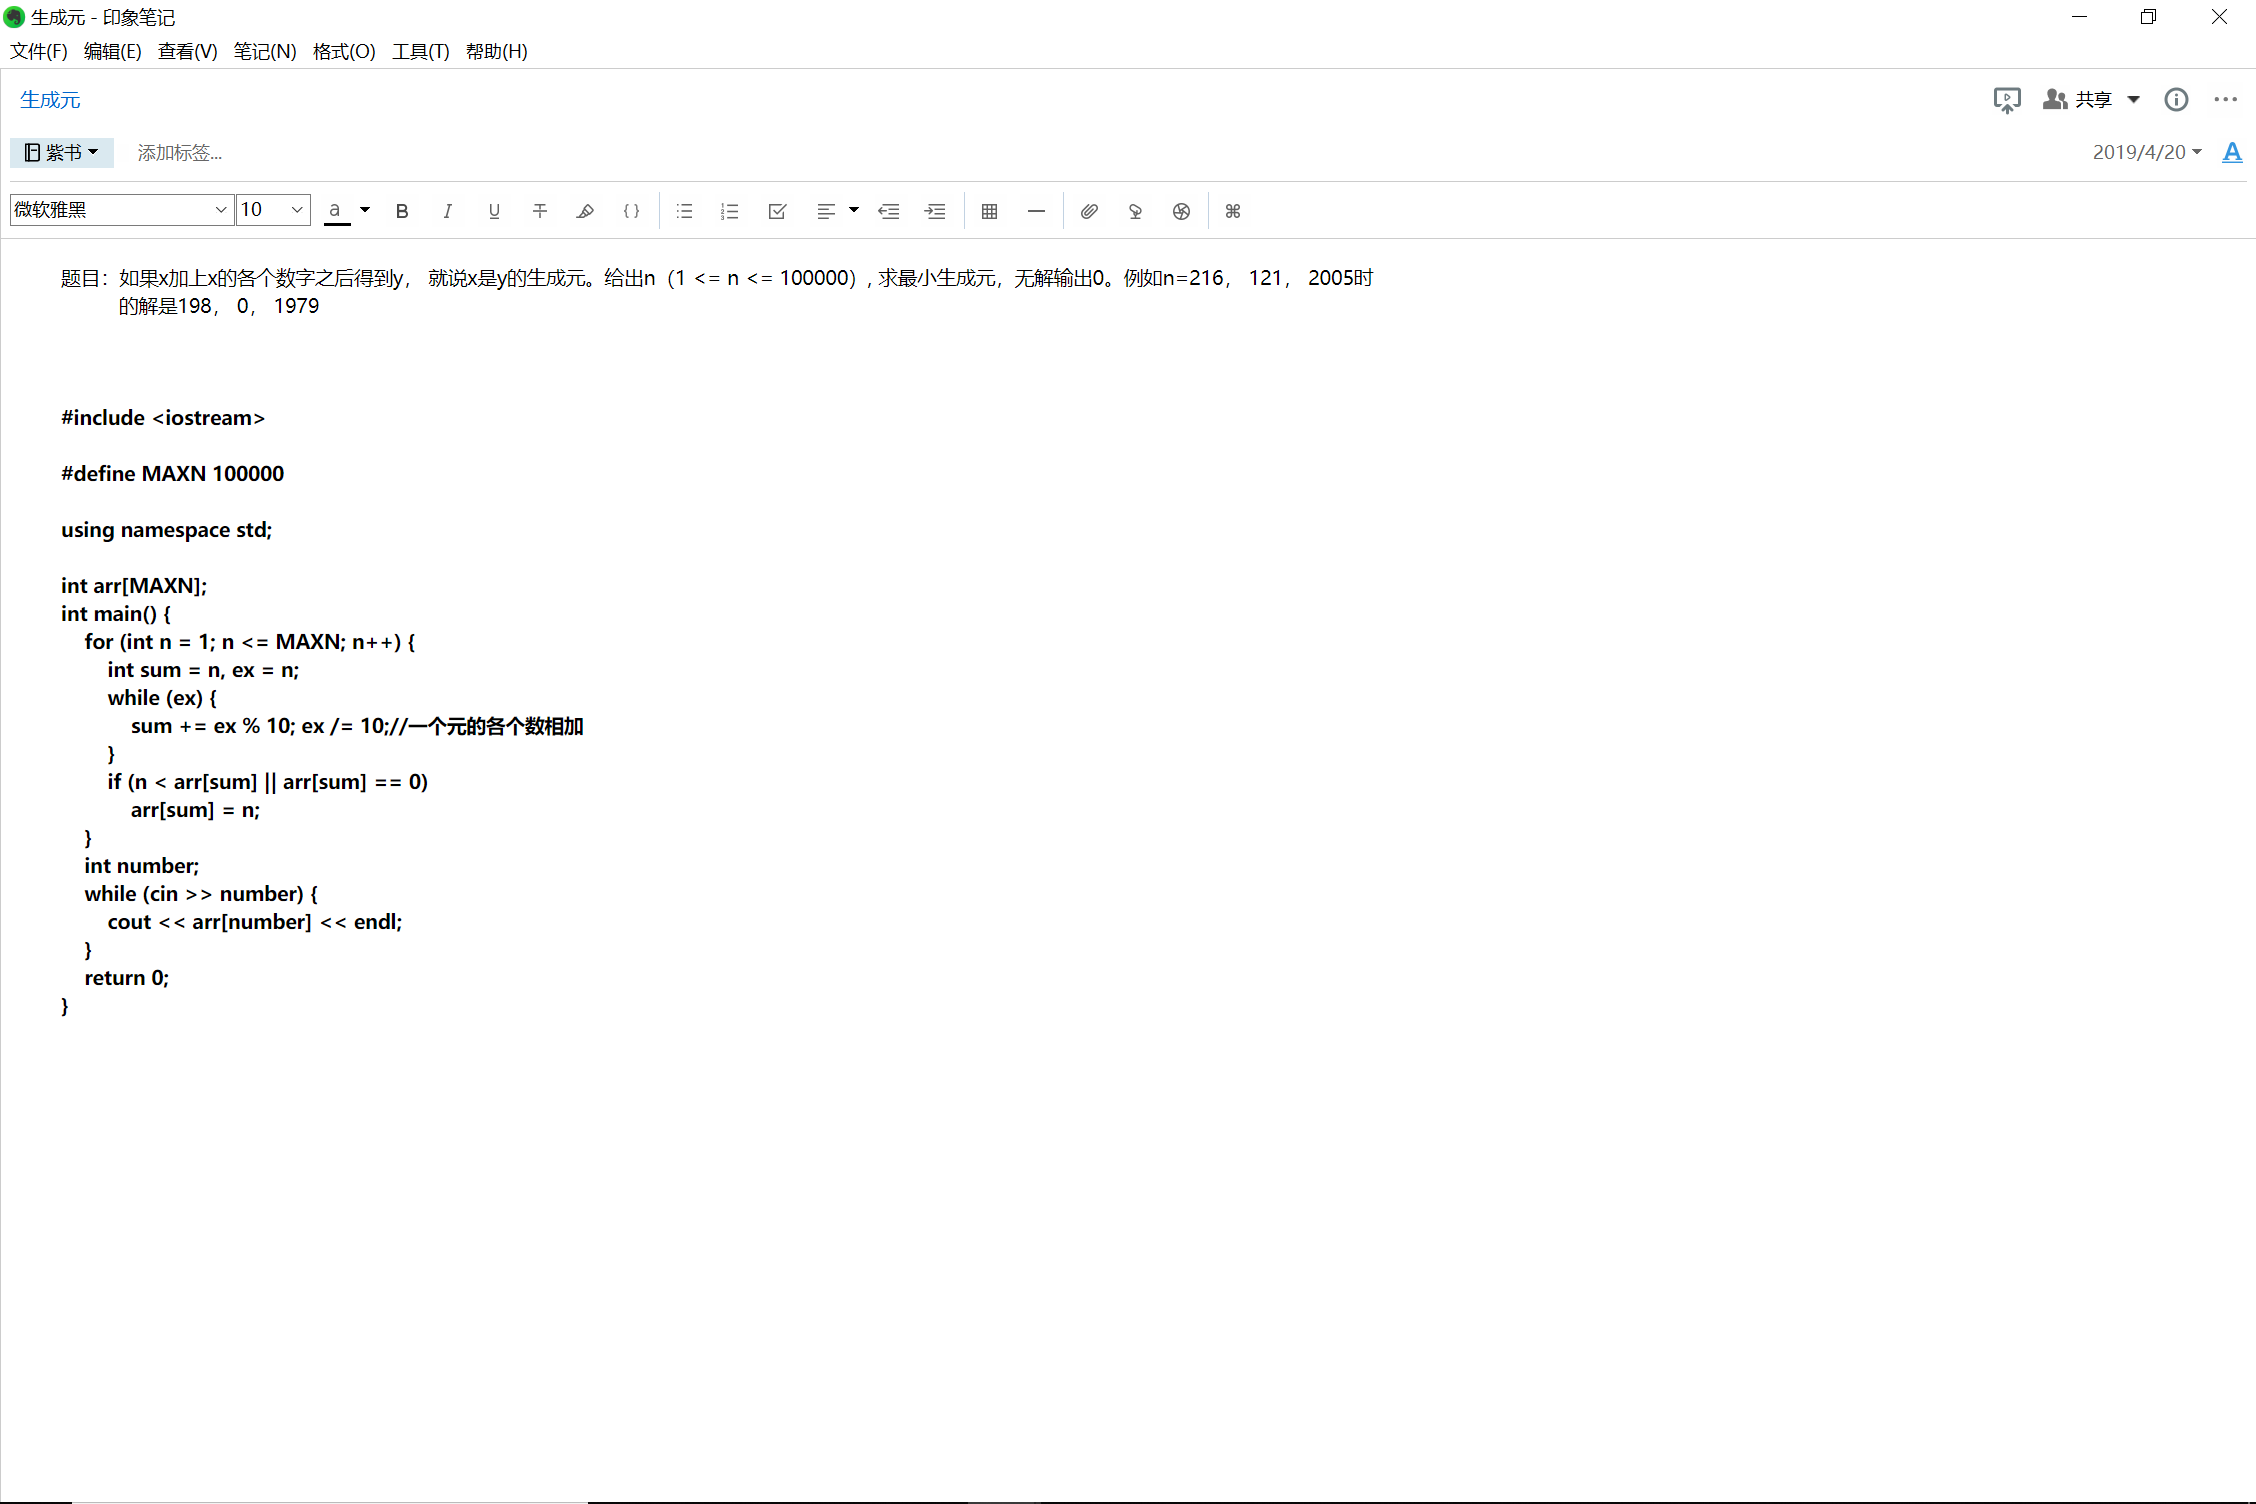 生成元 - 印象笔记
文件(F) 编辑(E) 查看(V) 笔记(N) 格式(O) 工具(T) 帮助(H)
生成元
共享
紫书
添加标签...
2019/4/20
A
微软雅黑
10
a B I U T { }
题目：如果x加上x的各个数字之后得到y， 就说x是y的生成元。给出n（1 <= n <= 100000）, 求最小生成元，无解输出0。例如n=216， 121， 2005时
的解是198， 0， 1979
#include <iostream>
#define MAXN 100000
using namespace std;
int arr[MAXN];
int main() {
for (int n = 1; n <= MAXN; n++) {
int sum = n, ex = n;
while (ex) {
sum += ex % 10; ex /= 10;//一个元的各个数相加
}
if (n < arr[sum] || arr[sum] == 0)
arr[sum] = n;
}
int number;
while (cin >> number) {
cout << arr[number] << endl;
}
return 0;
}